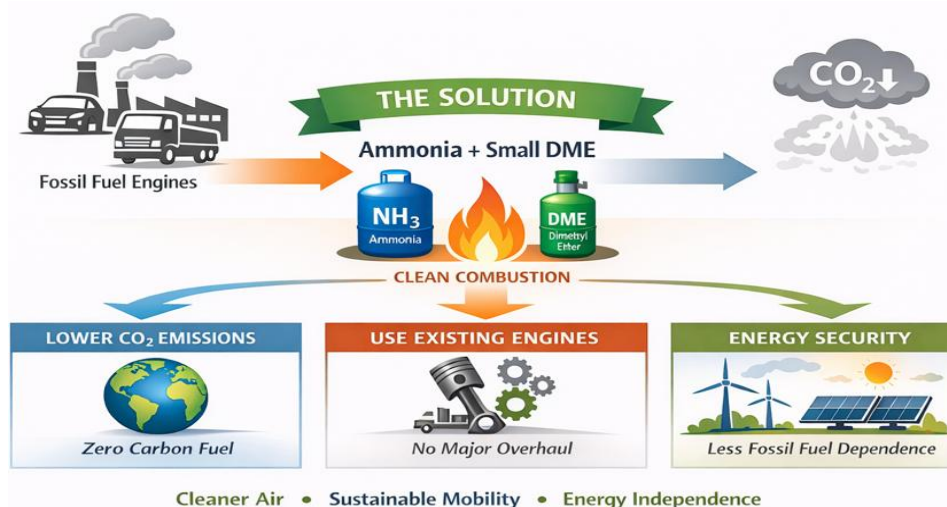 THE SOLUTION
CO₂
Fossil Fuel Engines
Ammonia + Small DME
NH₃
Ammonia
DME
Dimetlyl
Etler
CLEAN COMBUSTION
LOWER CO₂ EMISSIONS
Zero Carbon Fuel
USE EXISTING ENGINES
No Major Overhaul
ENERGY SECURITY
Less Fossil Fuel Dependence
Cleaner Air • Sustainable Mobility • Energy Independence